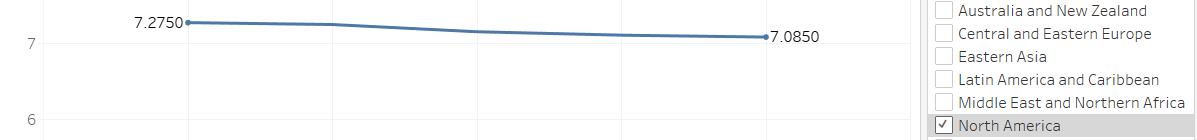 7.2750
7.0850
7
6
Australia and New Zealand
Central and Eastern Europe
Eastern Asia
Latin America and Caribbean
Middle East and Northern Africa
North America